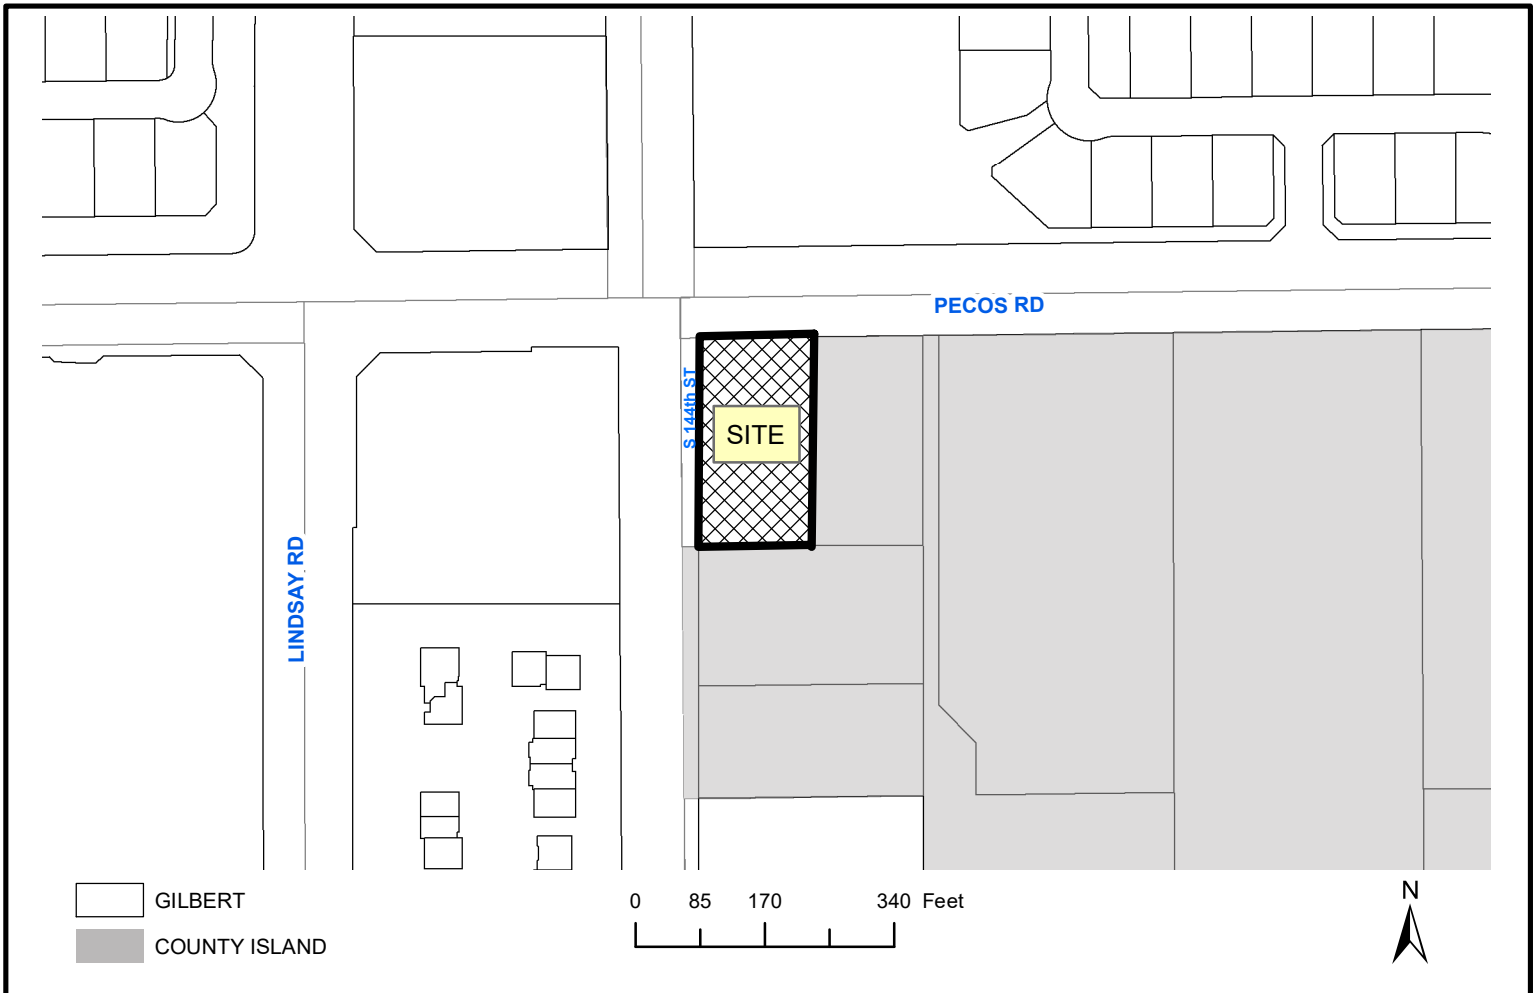 PECOS RD
S 144th ST
SITE
LINDSAY RD
GILBERT
COUNTY ISLAND
0 85 170 340 Feet
N